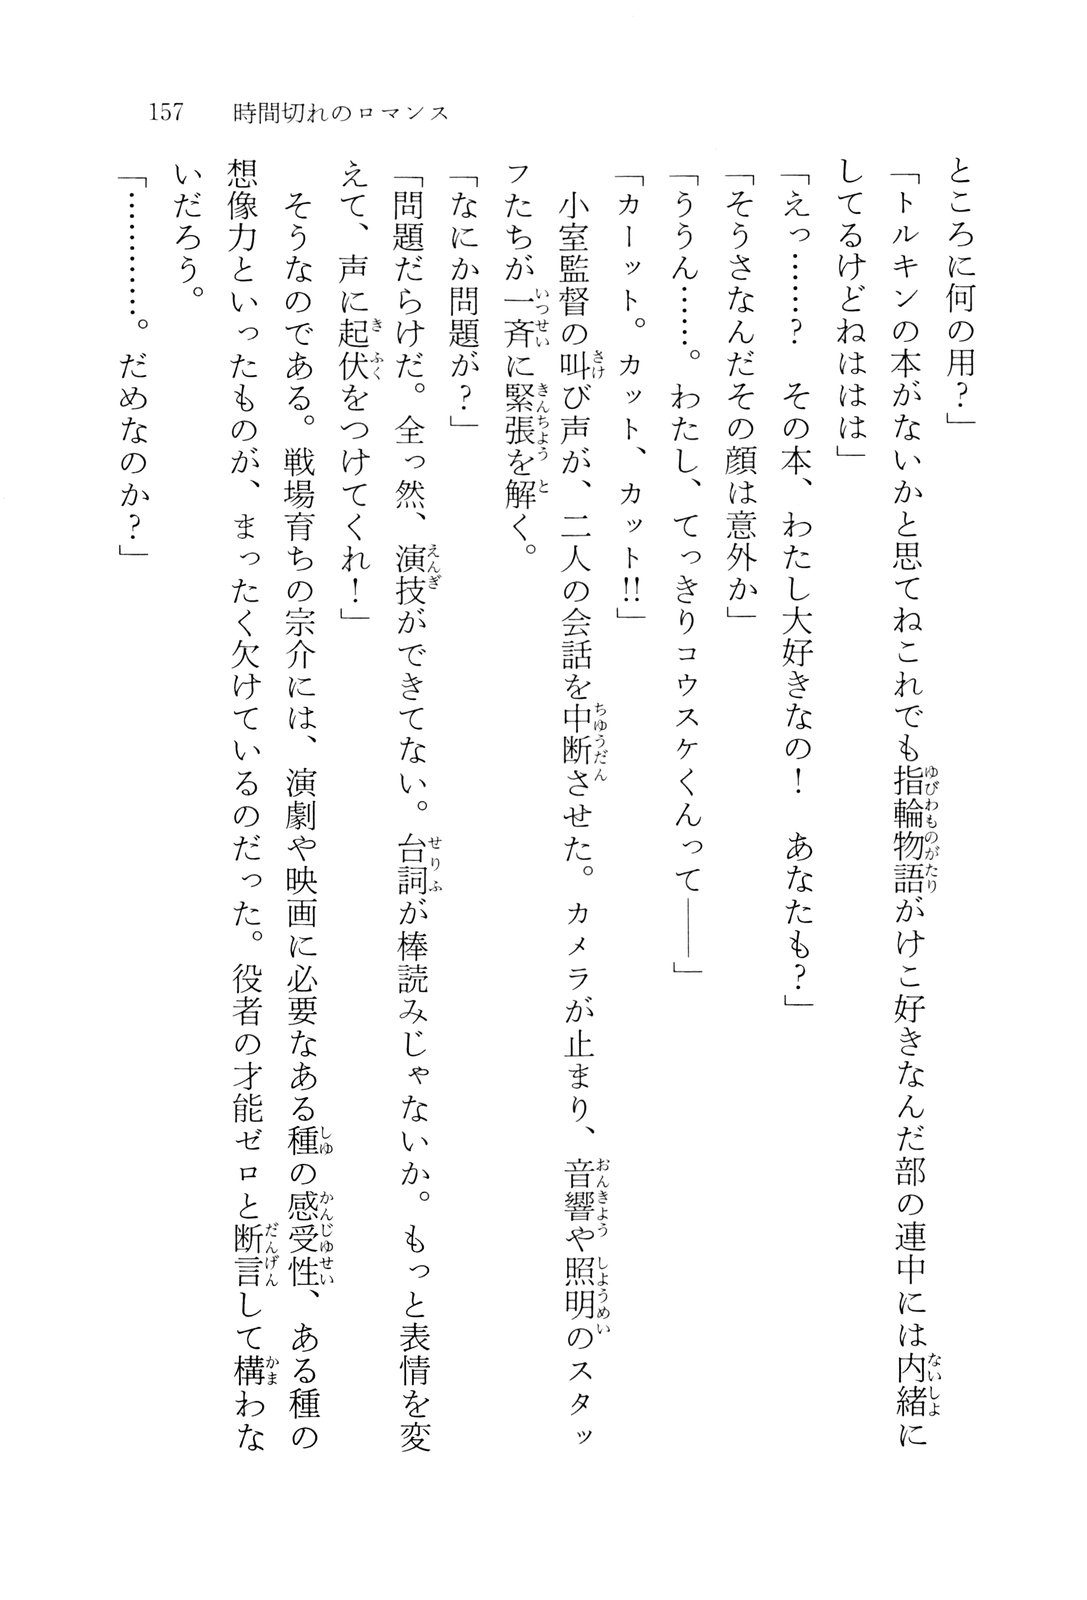 157　時間切れのロマンス
ところに何の用？」
「トルキンの本がないかと思てねこれでも指輪物語がけこ好きなんだ部の連中には内緒に
してるけどねははは」
「えっ……？　その本、わたし大好きなの！　あなたも？」
「そうさなんだその顔は意外か」
「ううん……。わたし、てっきりコウスケくんって――」
「カーット。カット、カット!!」
　小室監督の叫び声が、二人の会話を中断させた。カメラが止まり、音響や照明のスタッ
フたちが一斉に緊張を解く。
「なにか問題が？」
「問題だらけだ。全っ然、演技ができてない。台詞が棒読みじゃないか。もっと表情を変
えて、声に起伏をつけてくれ！」
　そうなのである。戦場育ちの宗介には、演劇や映画に必要なある種の感受性、ある種の
想像力といったものが、まったく欠けているのだった。役者の才能ゼロと断言して構わな
いだろう。
「…………。だめなのか？」